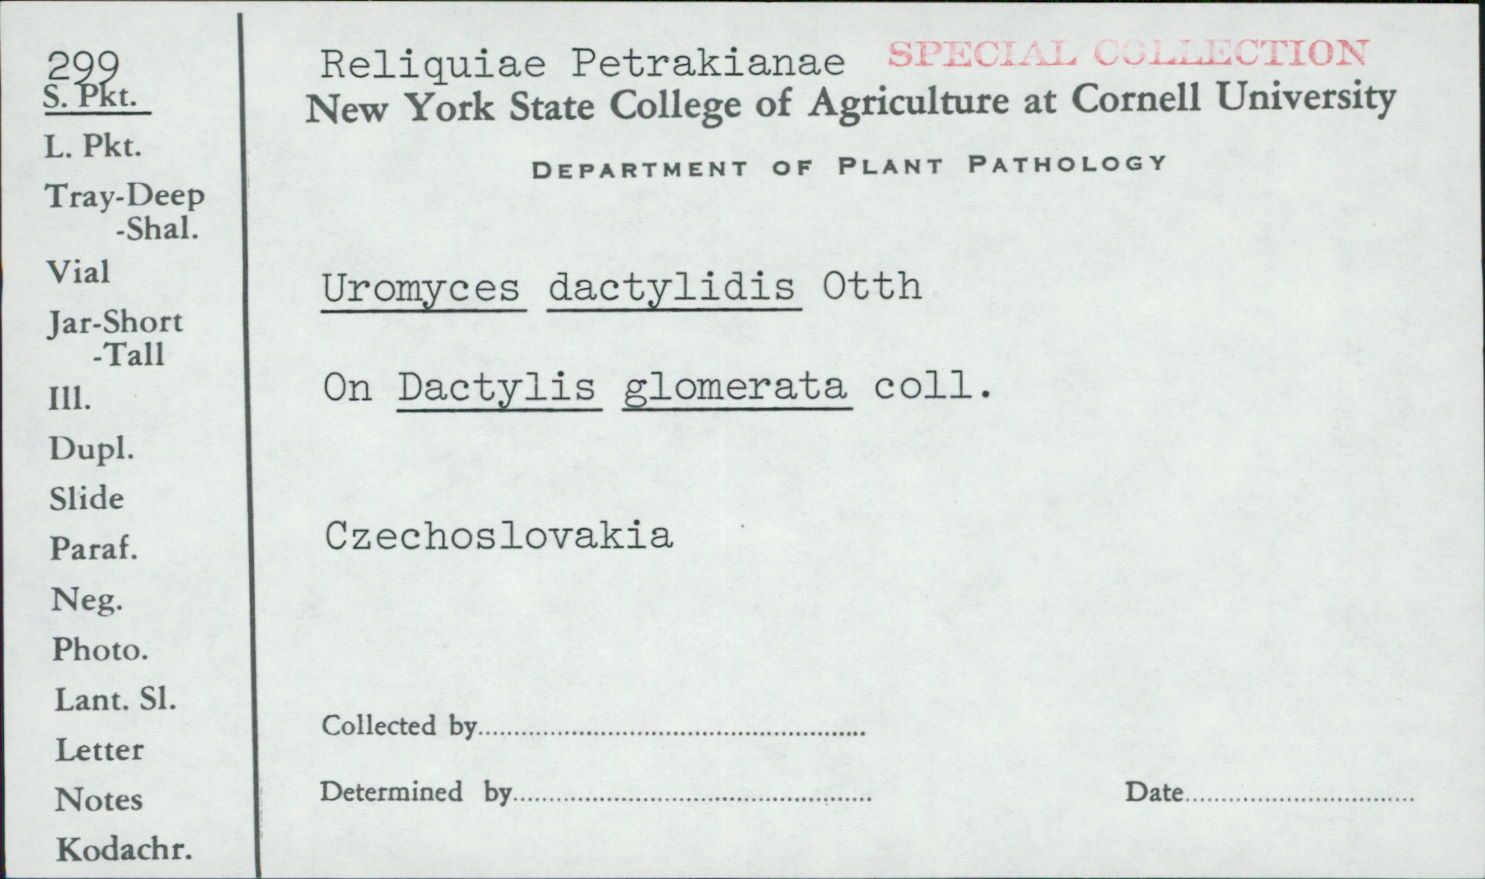 299
S. Pkt.
L. Pkt.
Tray-Deep
-Shal.
Vial
Jar-Short
-Tall
Ill.
Dupl.
Slide
Paraf.
Neg.
Photo.
Lant. Sl.
Letter
Notes
Kodachr.
Reliquiae Petrakianae SPECIAL COLLECTION
New York State College of Agriculture at Cornell University
DEPARTMENT OF PLANT PATHOLOGY
Uromyces dactylidis Otth
On Dactylis glomerata coll.
Czechoslovakia
Collected by
Determined by Date